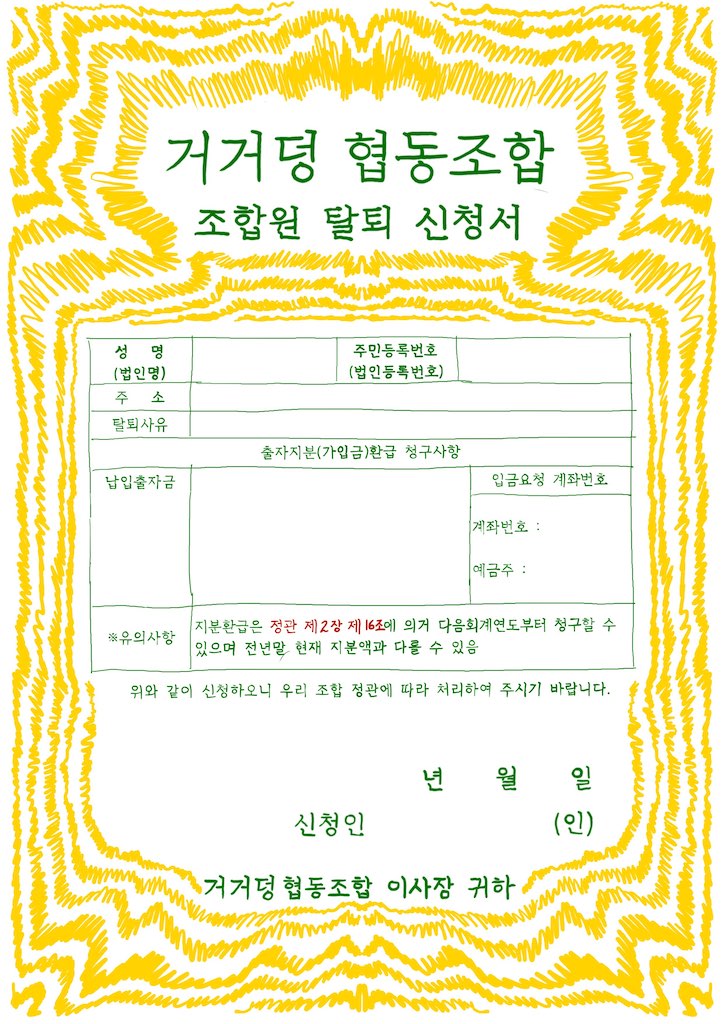 거거덩 협동조합
조합원 탈퇴 신청서
성 명
(법인명)
주민등록번호
(법인등록번호)
주 소
탈퇴사유
출자지분(가입금)환급 청구사항
납입출자금
입금요청 계좌번호
계좌번호 :
예금주 :
※유의사항
지분환급은 정관 제2장 제16조에 의거 다음회계연도부터 청구할 수
있으며 전년말 현재 지분액과 다를 수 있음
위와 같이 신청하오니 우리 조합 정관에 따라 처리하여 주시기 바랍니다.
년 월 일
신청인 (인)
거거덩 협동조합 이사장 귀하